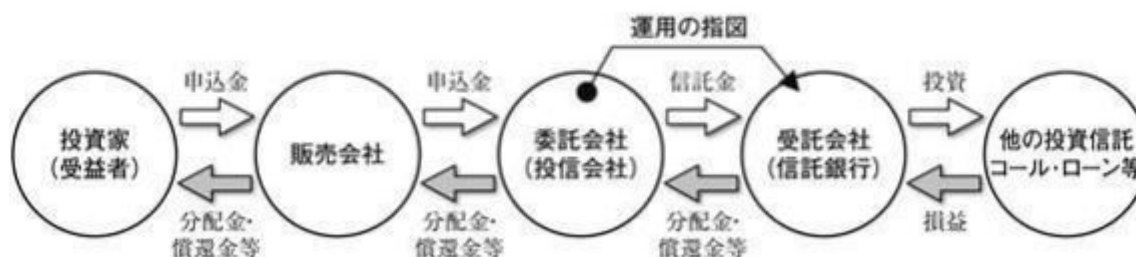 運用の指図
申込金
申込金
信託金
投資
投資家
(受益者)
販売会社
委託会社
(投信会社)
受託会社
(信託銀行)
他の投資信託
コール・ローン等
分配金・
償還金等
分配金・
償還金等
分配金・
償還金等
損益